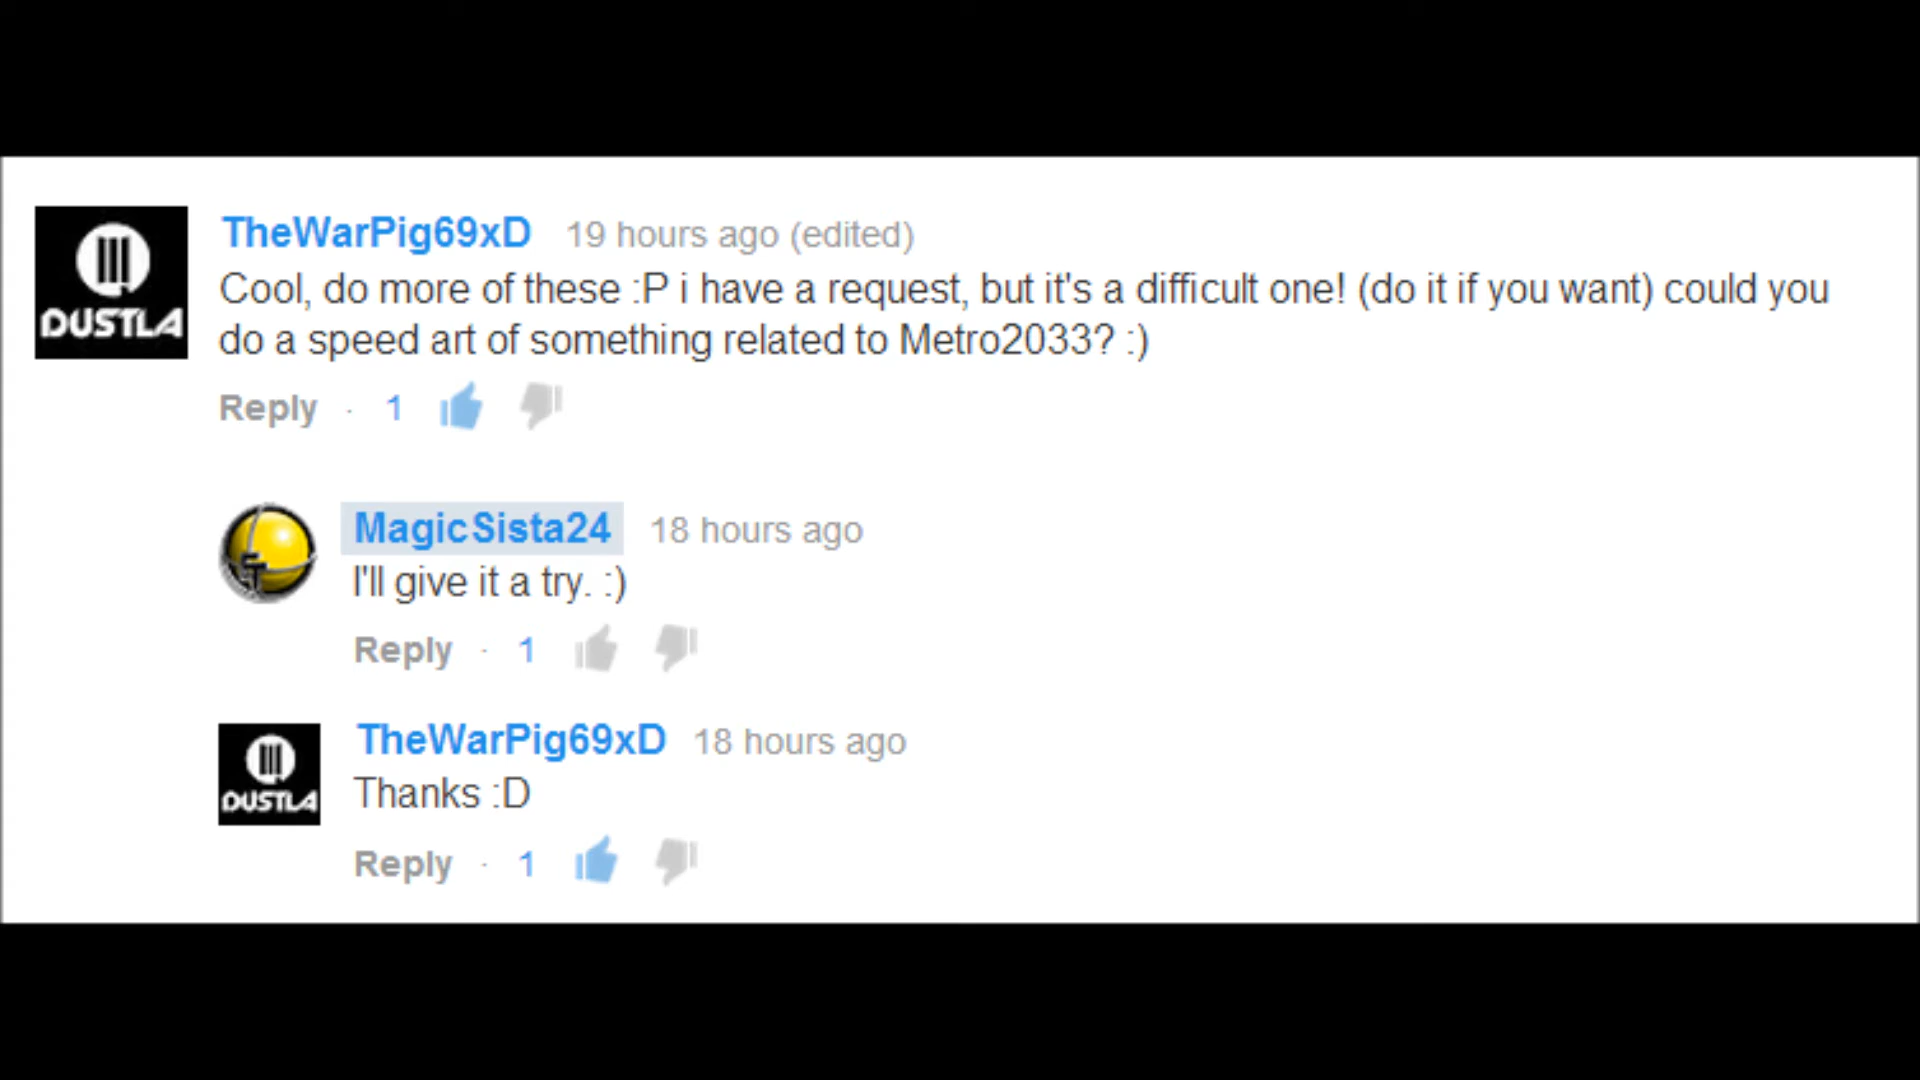 DUSTLA
TheWarPig69xD 19 hours ago (edited)
Cool, do more of these :P i have a request, but it's a difficult one! (do it if you want) could you
do a speed art of something related to Metro2033? :)
Reply · 1
MagicSista24 18 hours ago
I'll give it a try. :)
Reply · 1
DUSTLA
TheWarPig69xD 18 hours ago
Thanks :D
Reply · 1